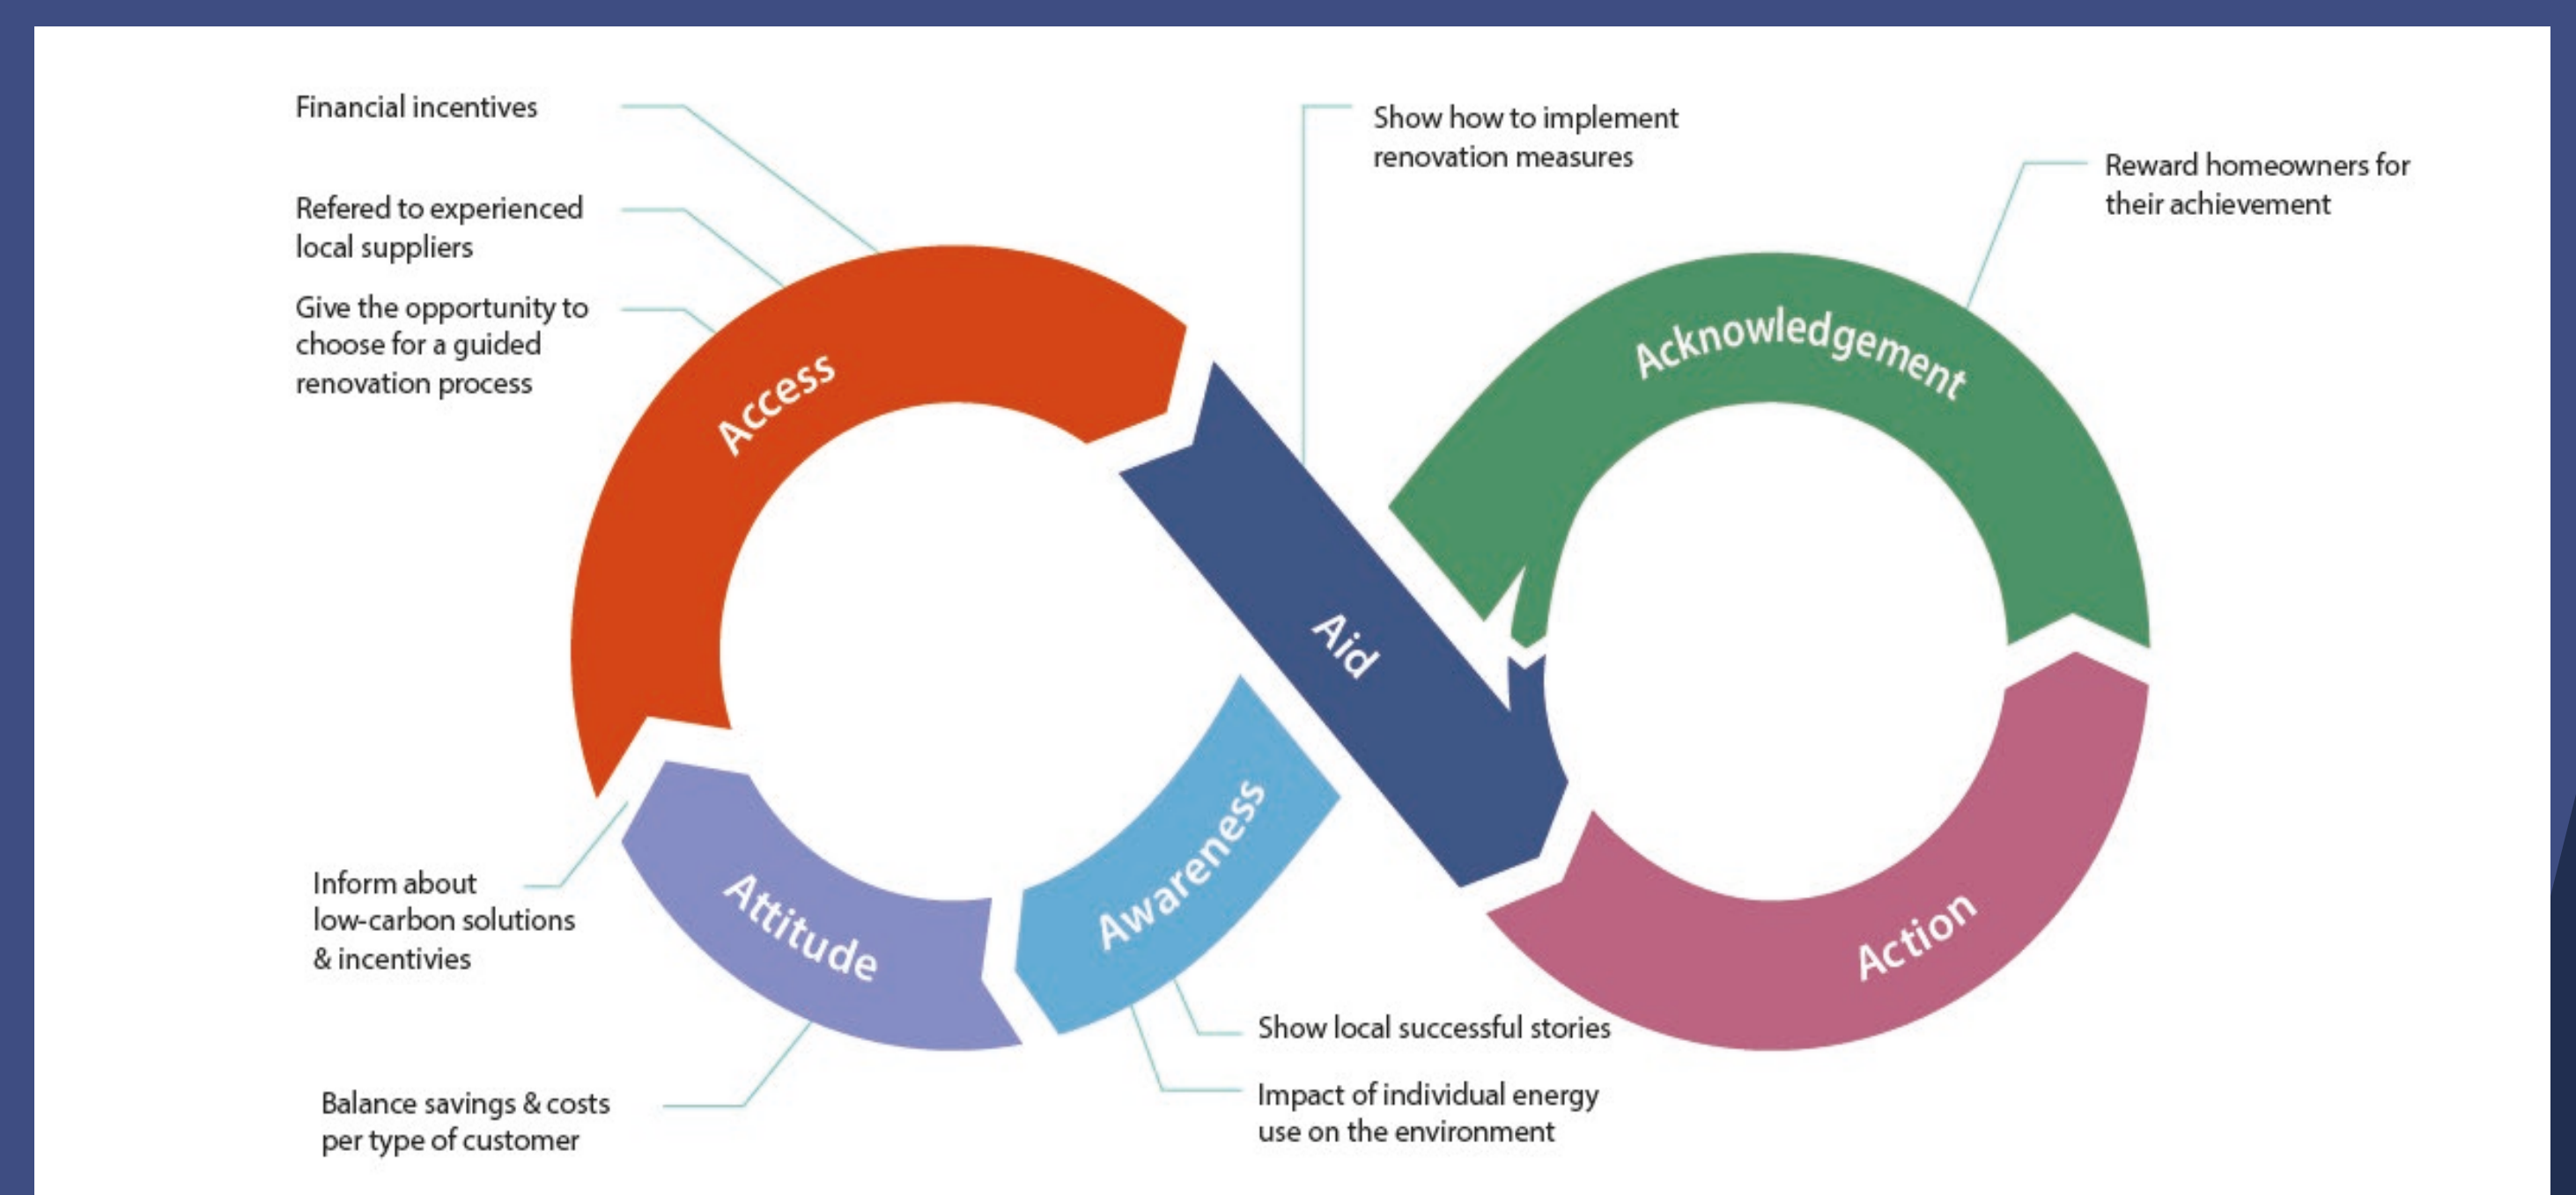 Financial incentives
Refered to experienced
local suppliers
Give the opportunity to
choose for a guided
renovation process
Access
Show how to implement
renovation measures
Reward homeowners for
their achievement
Acknowledgement
Aid
Awareness
Attitude
Action
Inform about
low-carbon solutions
& incentivies
Balance savings & costs
per type of customer
Show local successful stories
Impact of individual energy
use on the environment